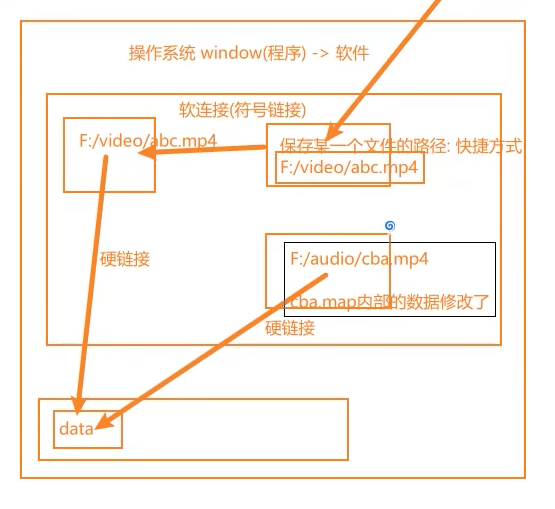 操作系统 window(程序) -> 软件
软连接(符号链接)
F:/video/abc.mp4
保存某一个文件的路径: 快捷方式
F:/video/abc.mp4
硬链接
F:/audio/cba.mp4
cba.map内部的数据修改了
硬链接
data